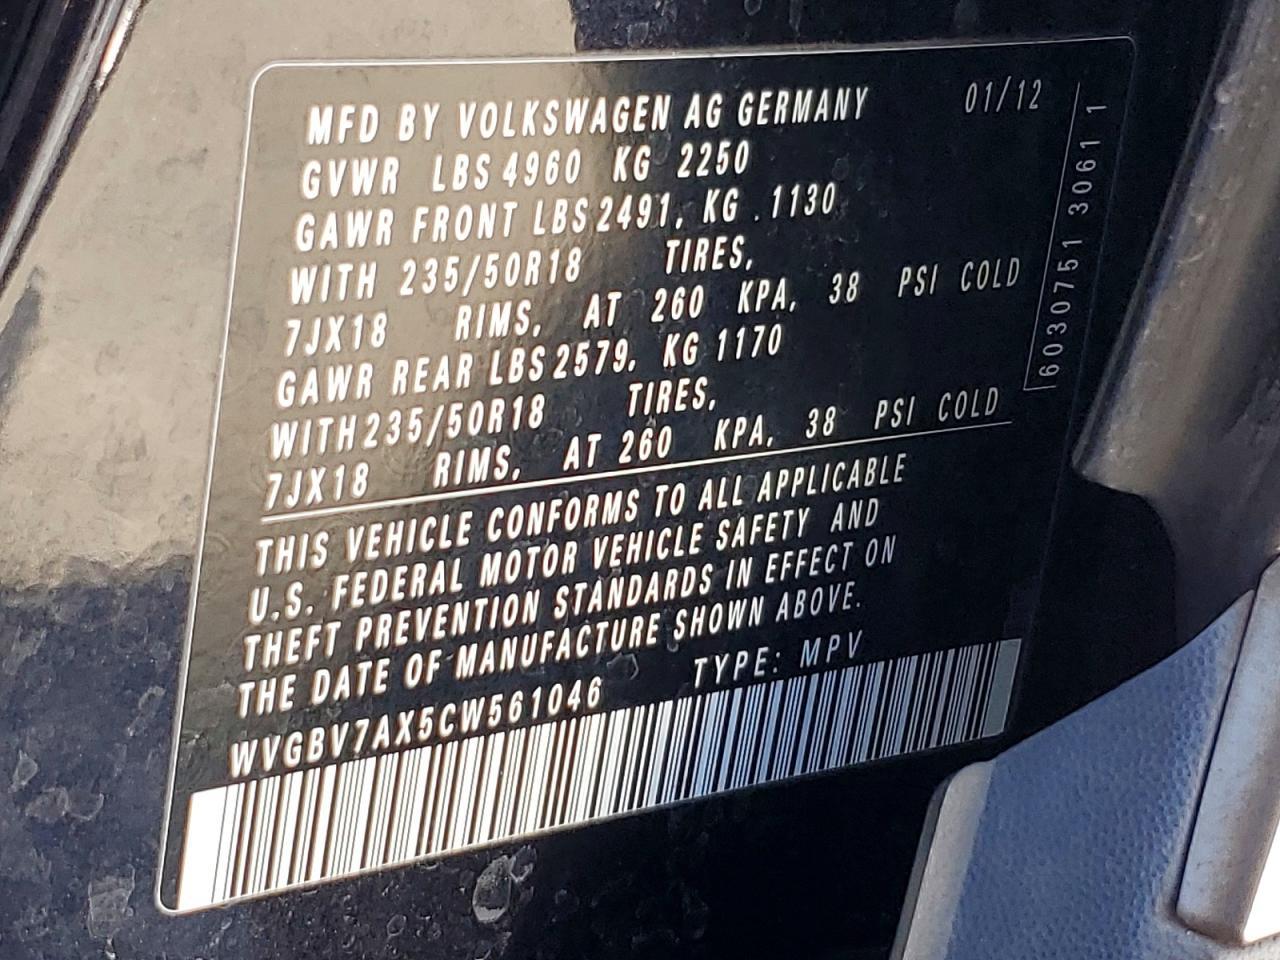 MFD BY VOLKSWAGEN AG GERMANY 01/12
GVWR LBS 4960 KG 2250
GAWR FRONT LBS 2491, KG .1130
WITH 235/50R18 TIRES,
7JX18 RIMS, AT 260 KPA, 38 PSI COLD
GAWR REAR LBS 2579, KG 1170
WITH 235/50R18 TIRES,
7JX18 RIMS, AT 260 KPA, 38 PSI COLD
THIS VEHICLE CONFORMS TO ALL APPLICABLE
U.S. FEDERAL MOTOR VEHICLE SAFETY AND
THEFT PREVENTION STANDARDS IN EFFECT ON
THE DATE OF MANUFACTURE SHOWN ABOVE.
WVGBV7AX5CW561046 TYPE: MPV
6030751 3061 1